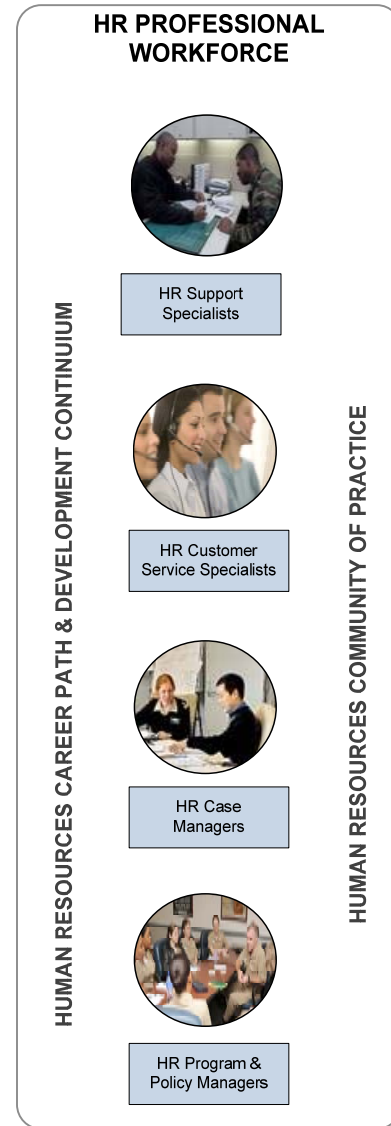 HR PROFESSIONAL
WORKFORCE
HR Support
Specialists
HUMAN RESOURCES CAREER PATH & DEVELOPMENT CONTINUIUM
HUMAN RESOURCES COMMUNITY OF PRACTICE
HR Customer
Service Specialists
HR Case
Managers
HR Program &
Policy Managers